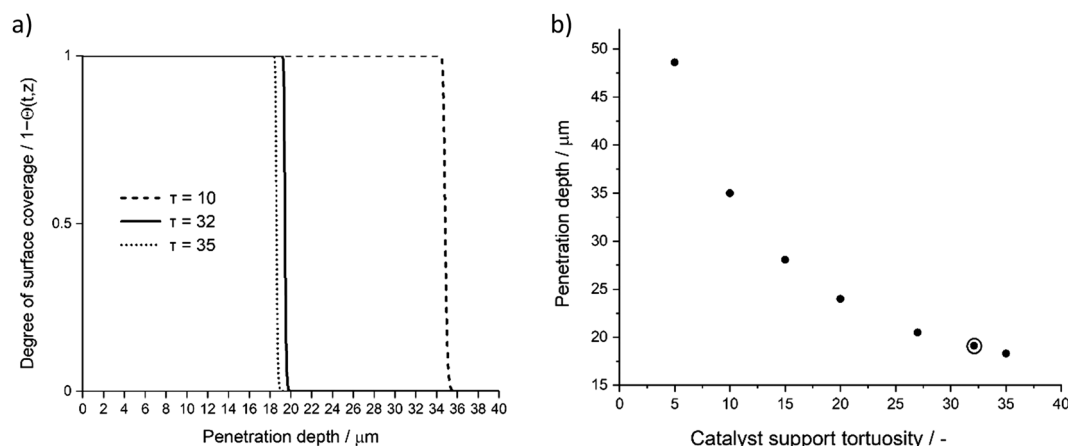 a)
Degree of surface coverage / 1−Θ(t,z)
1
0.5
0
τ = 10
τ = 32
τ = 35
0 2 4 6 8 10 12 14 16 18 20 22 24 26 28 30 32 34 36 38 40
Penetration depth / μm
b)
Penetration depth / μm
50
45
40
35
30
25
20
15
0 5 10 15 20 25 30 35 40
Catalyst support tortuosity / -